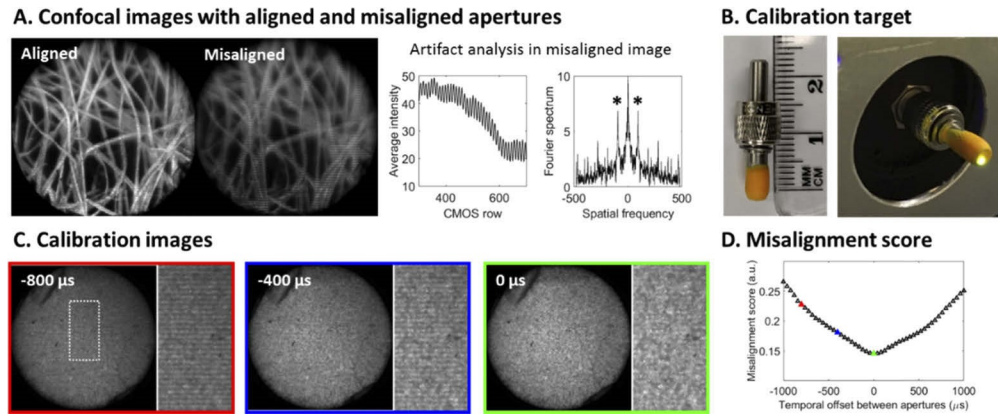 A. Confocal images with aligned and misaligned apertures
Aligned
Misaligned
Artifact analysis in misaligned image
Average intensity
50
40
30
20
10
400
600
CMOS row
Fourier spectrum
10
5
0
-500
0
500
Spatial frequency
* *
B. Calibration target
2
1
MM
CM
C. Calibration images
-800 µs
-400 µs
0 µs
D. Misalignment score
Misalignment score (a.u.)
0.25
0.2
0.15
-1000
-500
0
500
1000
Temporal offset between apertures (µs)